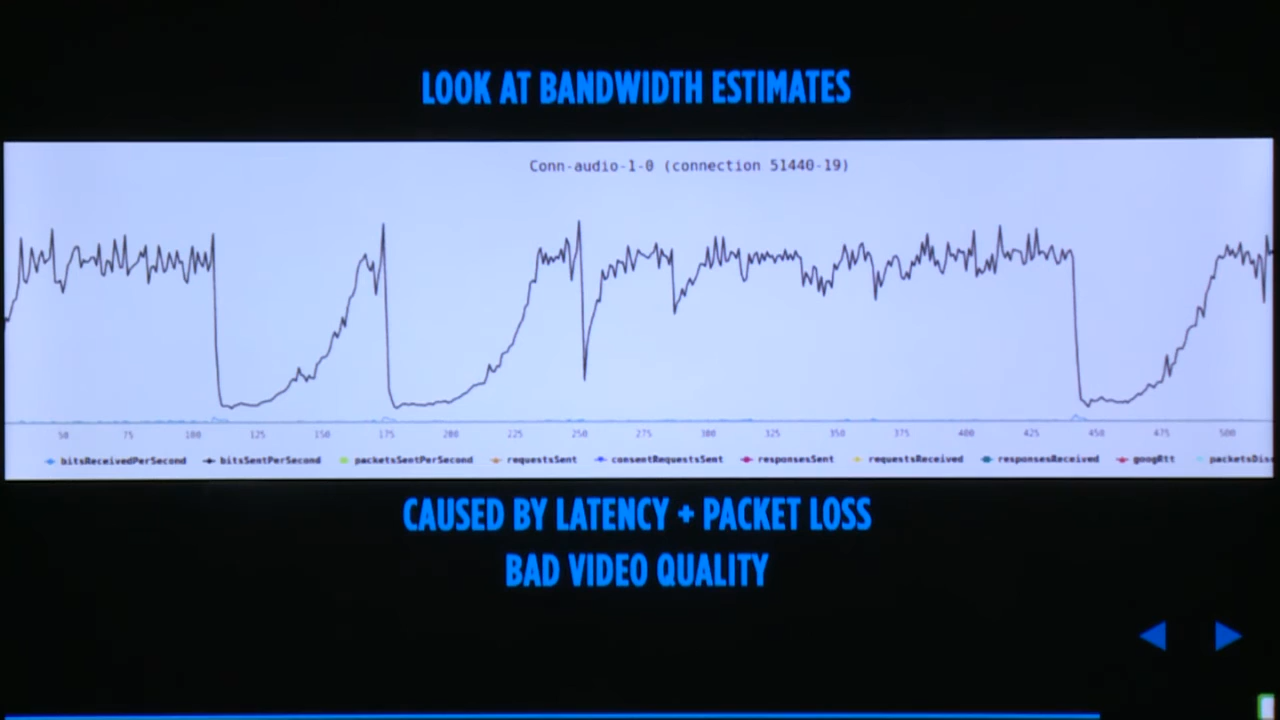 LOOK AT BANDWIDTH ESTIMATES
Conn-audio-1-0 (connection 51440-19)
50 75 100 125 150 175 200 225 250 275 300 325 350 375 400 425 450 475 500
bitsReceivedPerSecond bitsSentPerSecond packetsSentPerSecond requestsSent consentRequestsSent responsesSent requestsReceived responsesReceived googRtt packetsDisc
CAUSED BY LATENCY + PACKET LOSS
BAD VIDEO QUALITY